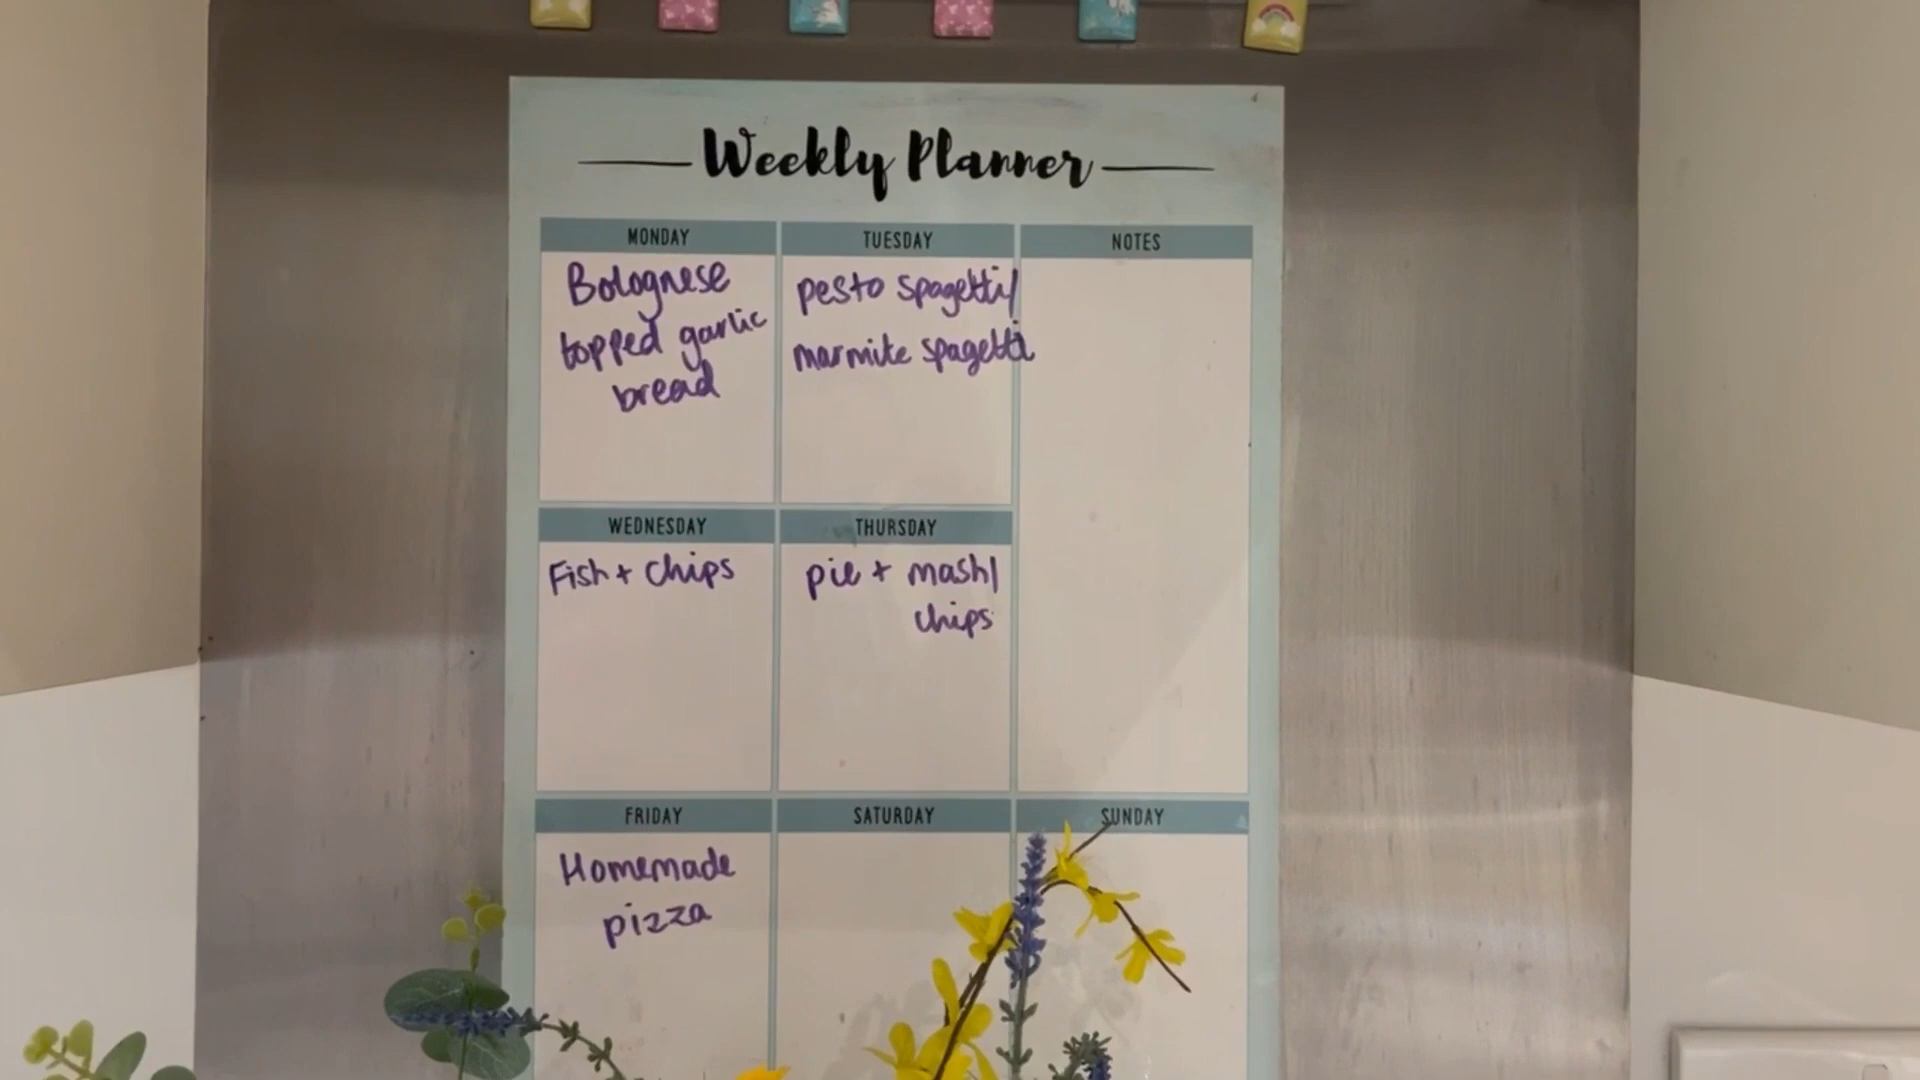 Weekly Planner
MONDAY
Bolognese
topped garlic
bread
TUESDAY
pesto spagetti/
marmite spagetti
NOTES
WEDNESDAY
Fish + chips
THURSDAY
pie + mash/
chips
FRIDAY
Homemade
pizza
SATURDAY
SUNDAY